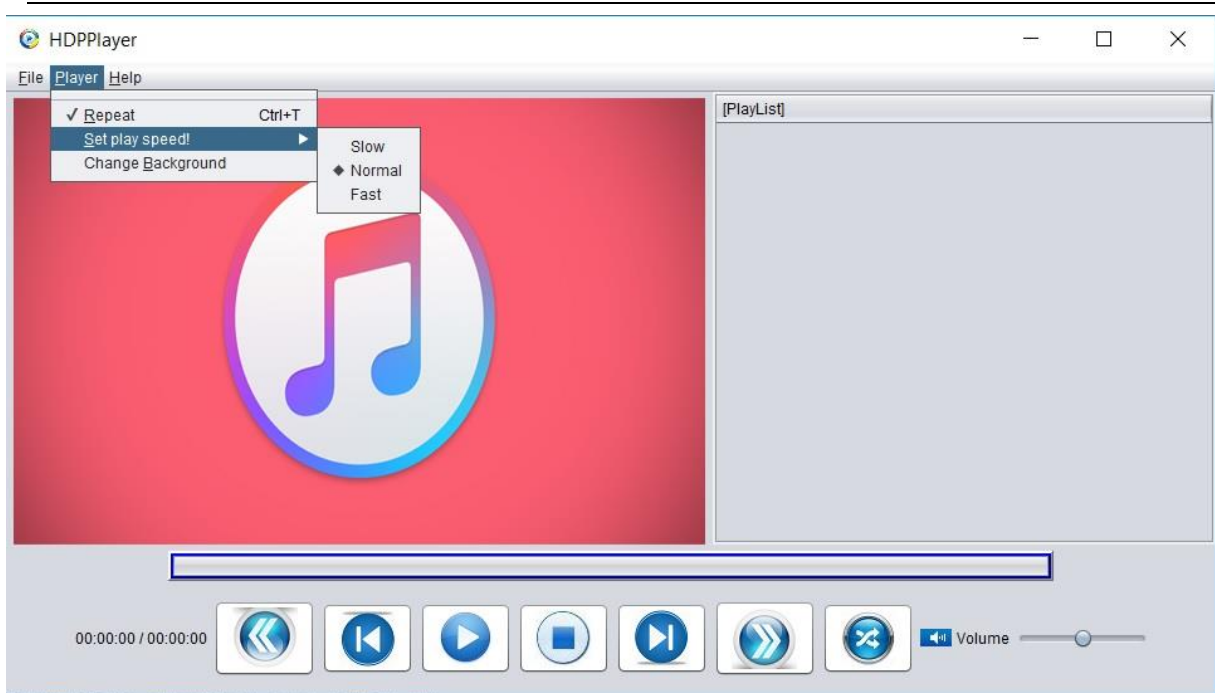 HDPPlayer
File Player Help
✓ Repeat Ctrl+T
Set play speed!
Change Background
Slow
◆ Normal
Fast
[PlayList]
00:00:00 / 00:00:00
Volume